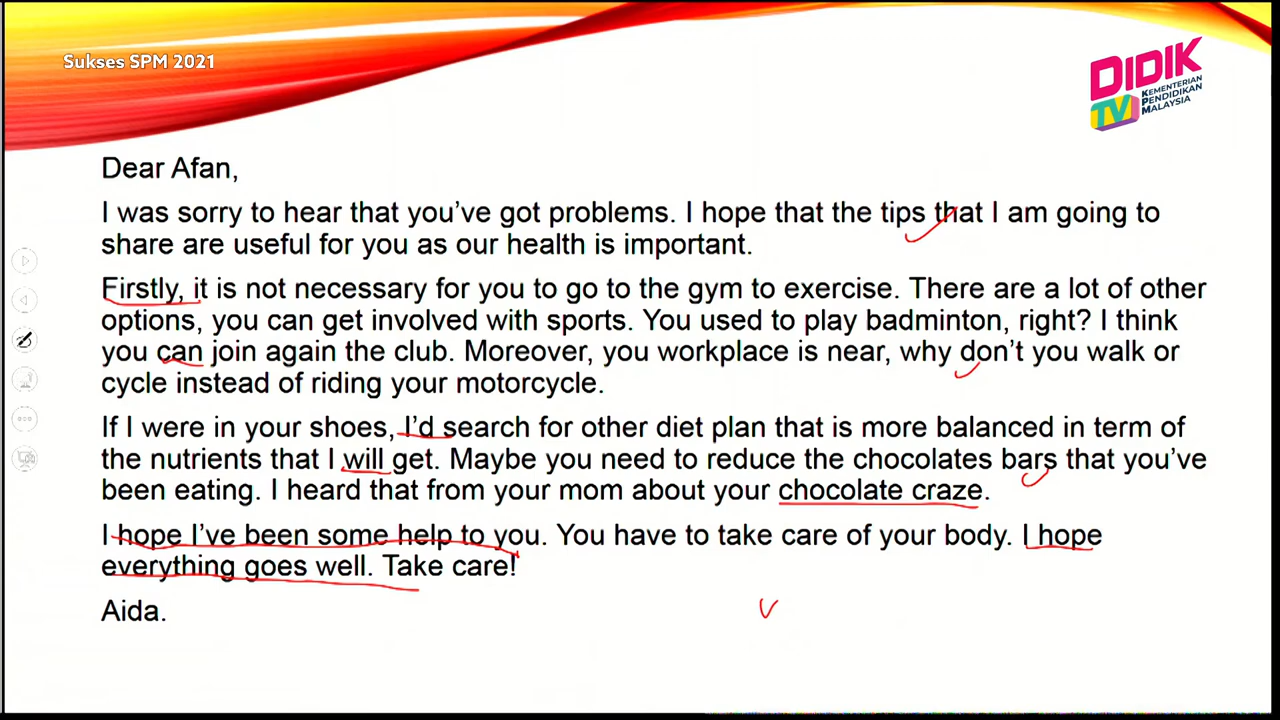 Sukses SPM 2021
DIDIK
TV
KEMENTERIAN
PENDIDIKAN
MALAYSIA
Dear Afan,
I was sorry to hear that you’ve got problems. I hope that the tips that I am going to
share are useful for you as our health is important.
Firstly, it is not necessary for you to go to the gym to exercise. There are a lot of other
options, you can get involved with sports. You used to play badminton, right? I think
you can join again the club. Moreover, you workplace is near, why don’t you walk or
cycle instead of riding your motorcycle.
If I were in your shoes, I’d search for other diet plan that is more balanced in term of
the nutrients that I will get. Maybe you need to reduce the chocolates bars that you’ve
been eating. I heard that from your mom about your chocolate craze.
I hope I’ve been some help to you. You have to take care of your body. I hope
everything goes well. Take care!
Aida.